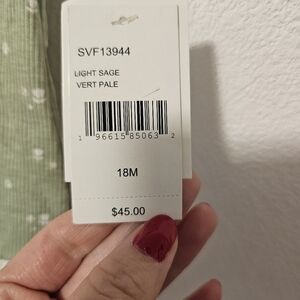 SVF13944
LIGHT SAGE
VERT PALE
1 96615 85063 2
18M
$45.00